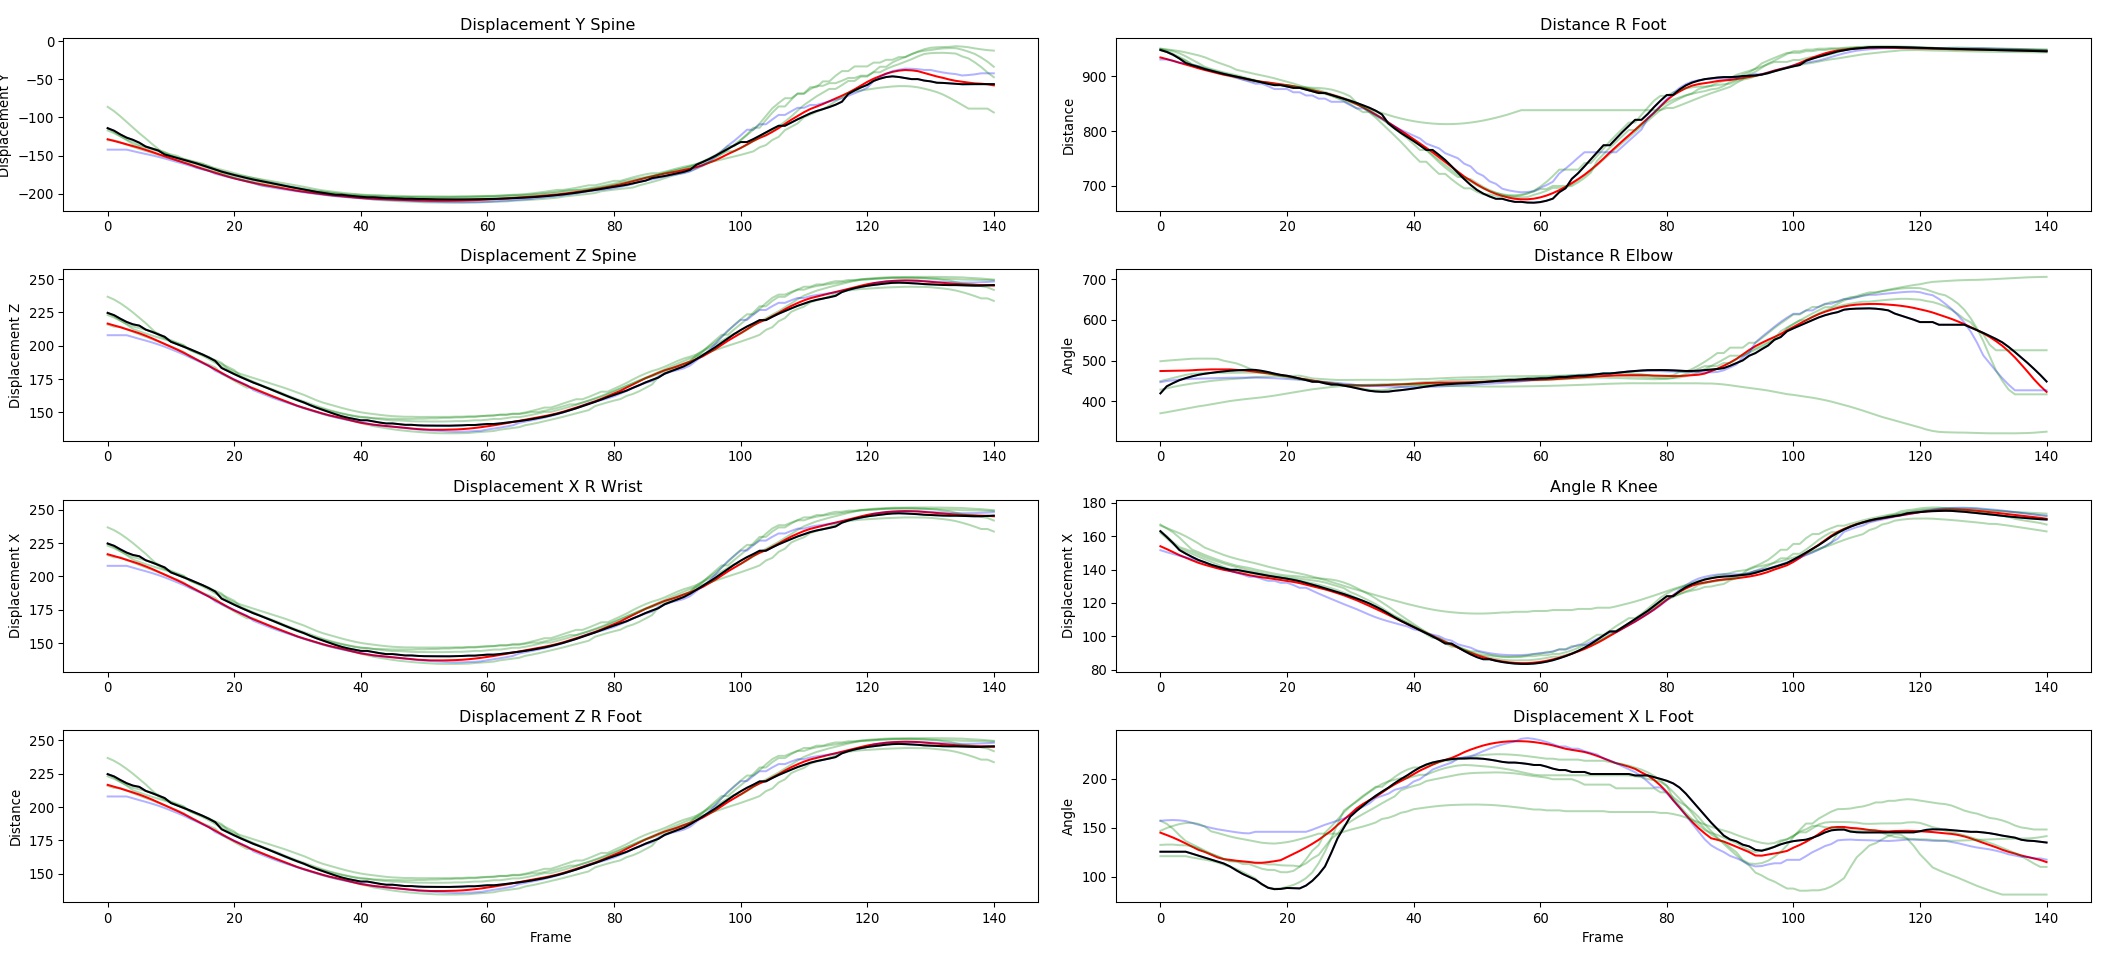 Displacement Y Spine
Displacement Y
0
−50
−100
−150
−200
0 20 40 60 80 100 120 140
Distance R Foot
Distance
900
800
700
0 20 40 60 80 100 120 140
Displacement Z Spine
Displacement Z
250
225
200
175
150
0 20 40 60 80 100 120 140
Distance R Elbow
Angle
700
600
500
400
0 20 40 60 80 100 120 140
Displacement X R Wrist
Displacement X
250
225
200
175
150
0 20 40 60 80 100 120 140
Angle R Knee
Displacement X
180
160
140
120
100
80
0 20 40 60 80 100 120 140
Displacement Z R Foot
Distance
250
225
200
175
150
0 20 40 60 80 100 120 140
Frame
Displacement X L Foot
Angle
200
150
100
0 20 40 60 80 100 120 140
Frame